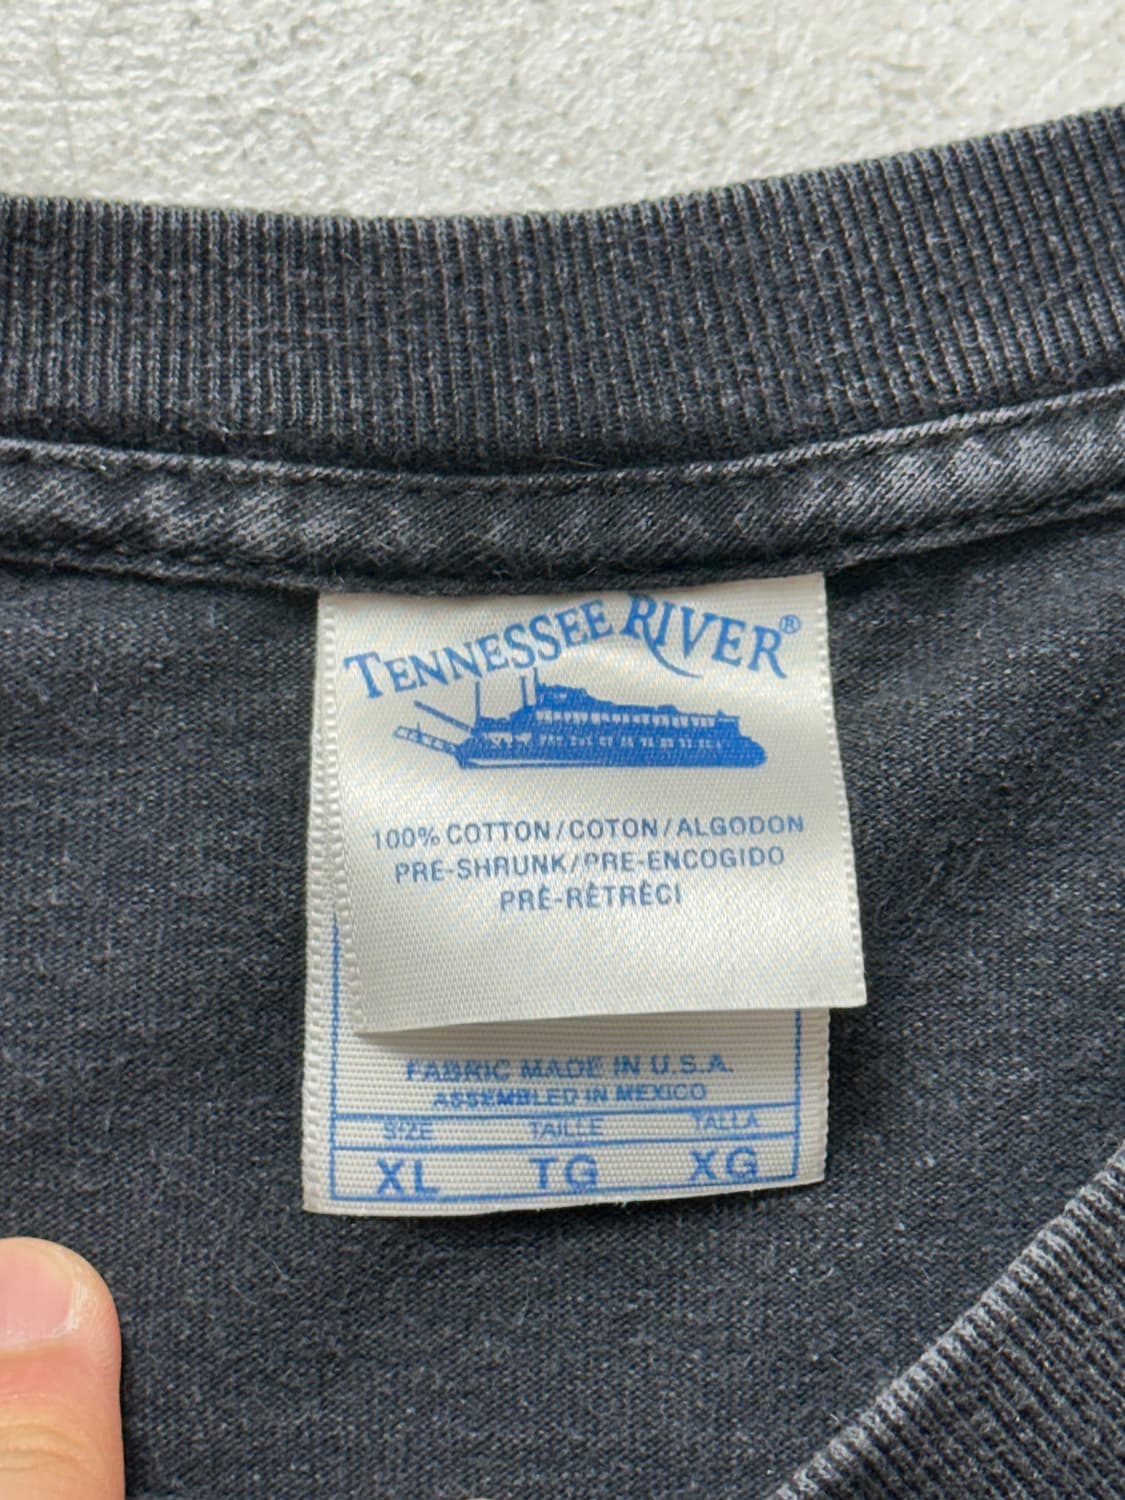 TENNESSEE RIVER®
100% COTTON/COTON/ALGODON
PRE-SHRUNK/PRE-ENCOGIDO
PRÉ-RÉTRÉCI
FABRIC MADE IN U.S.A.
ASSEMBLED IN MEXICO
SIZE TAILLE TALLA
XL TG XG